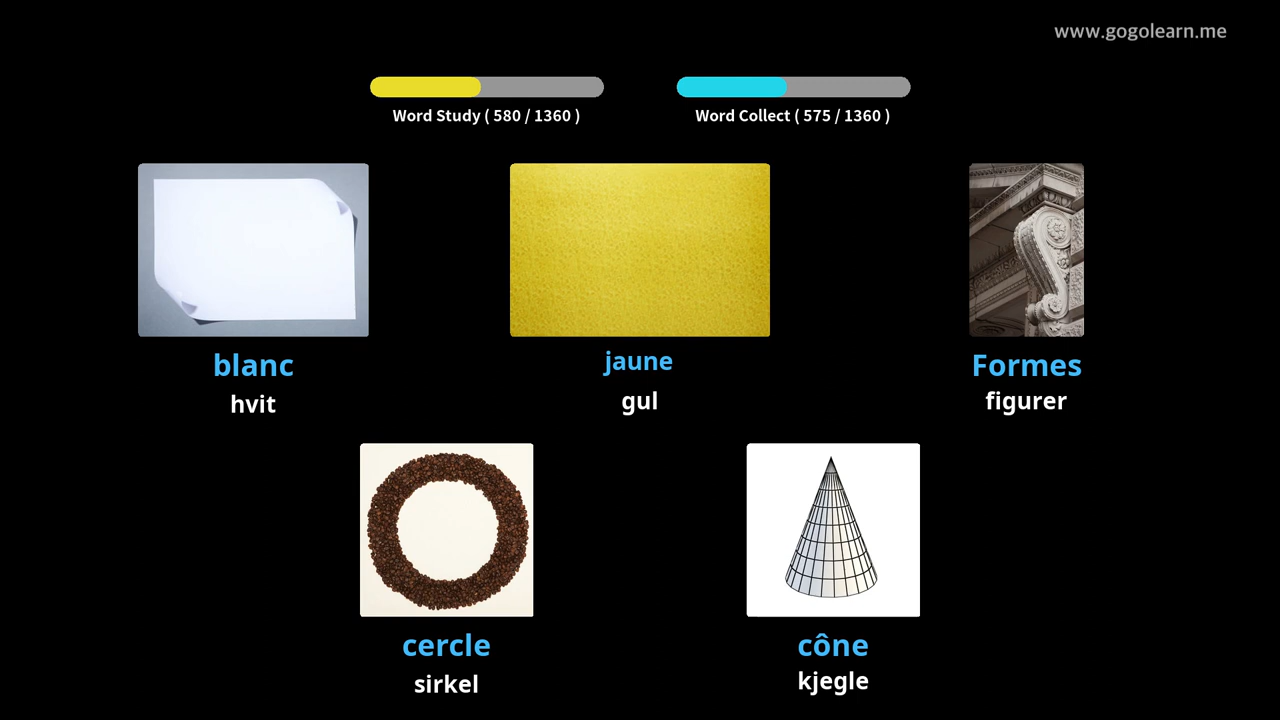 www.gogolearn.me
Word Study ( 580 / 1360 )
Word Collect ( 575 / 1360 )
blanc
hvit
jaune
gul
Formes
figurer
cercle
sirkel
cône
kjegle